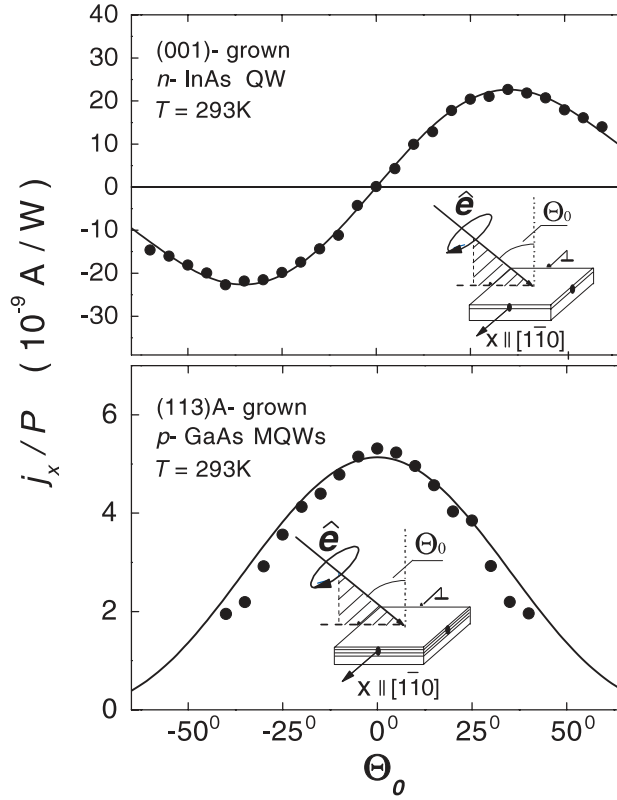 40
(001)- grown
n- InAs QW
T = 293K
30
20
10
0
-10
-20
-30
ê
Θ₀
x || [11̅0]
j_x / P ( 10⁻⁹ A / W )
(113)A- grown
p- GaAs MQWs
T = 293K
6
4
2
0
ê
Θ₀
x || [11̅0]
-50⁰ -25⁰ 0⁰ 25⁰ 50⁰
Θ₀